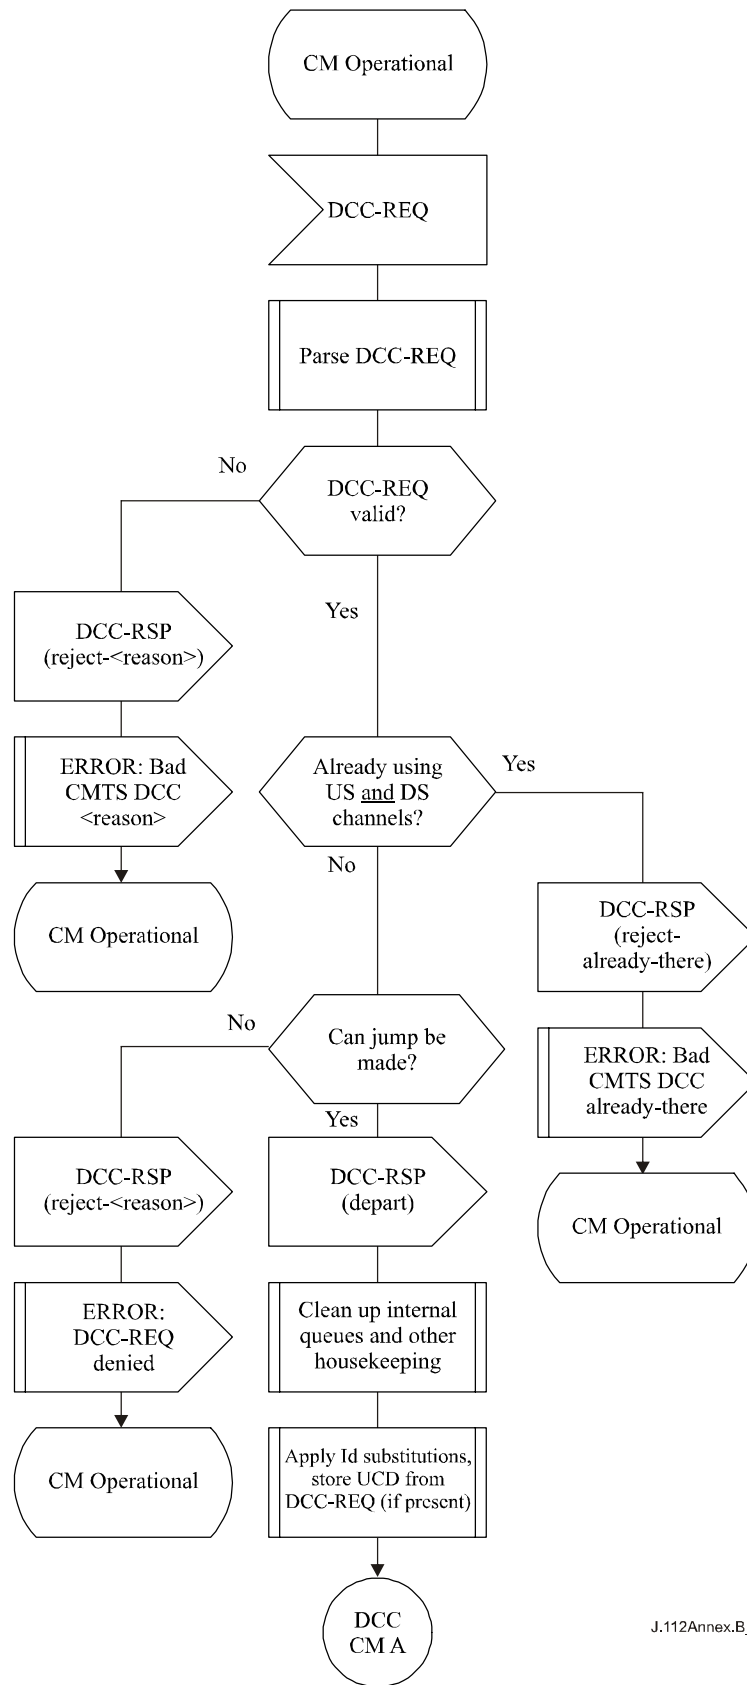 CM Operational
DCC-REQ
Parse DCC-REQ
No
DCC-REQ
valid?
Yes
DCC-RSP
(reject-<reason>)
ERROR: Bad
CMTS DCC
<reason>
CM Operational
Already using
US and DS
channels?
Yes
No
DCC-RSP
(reject-
already-there)
ERROR: Bad
CMTS DCC
already-there
CM Operational
No
Can jump be
made?
Yes
DCC-RSP
(reject-<reason>)
ERROR:
DCC-REQ
denied
CM Operational
DCC-RSP
(depart)
Clean up internal
queues and other
housekeeping
Apply Id substitutions,
store UCD from
DCC-REQ (if present)
DCC
CM A
J.112Annex.B_